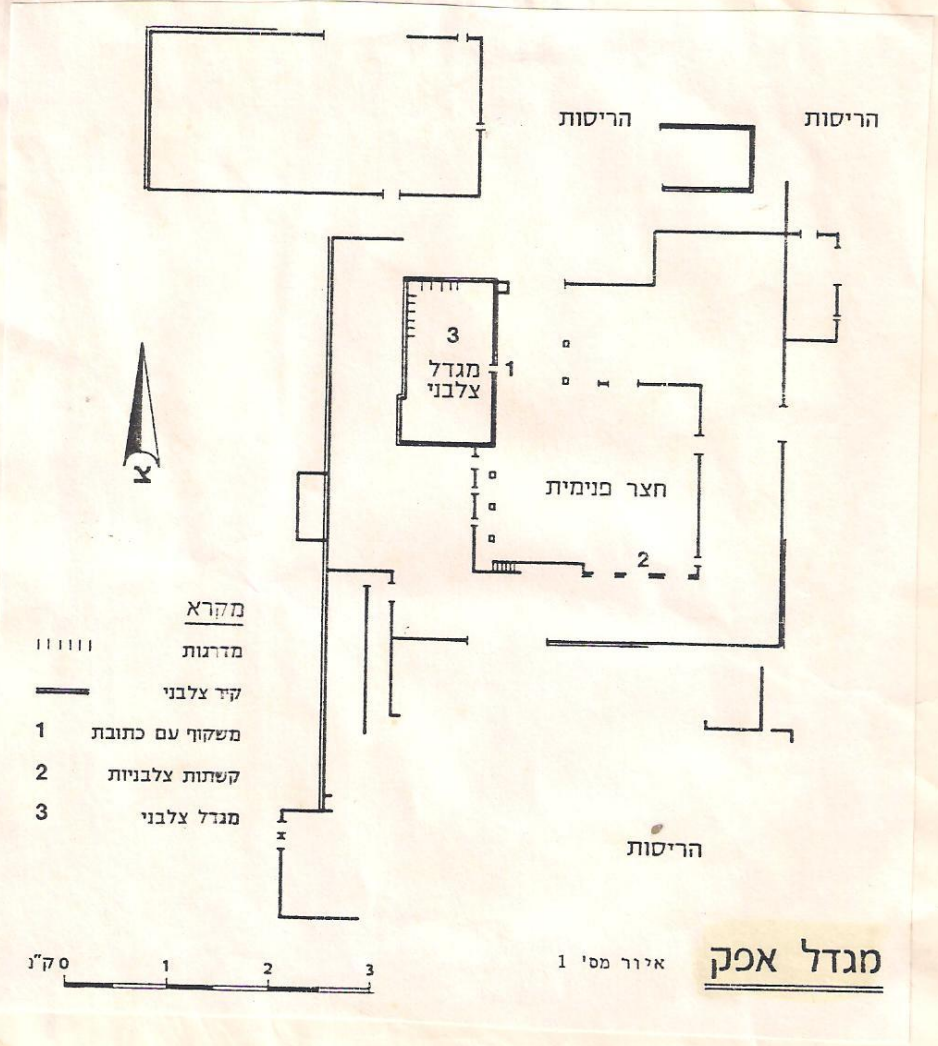 הריסות
הריסות
3
מגדל
צלבני
1
חצר פנימית
2
א
מקרא
מדרגות
קיר צלבני
1 משקוף עם כתובת
2 קשתות צלבניות
3 מגדל צלבני
הריסות
מגדל אפק
איור מס' 1
ק"מ 0 1 2 3